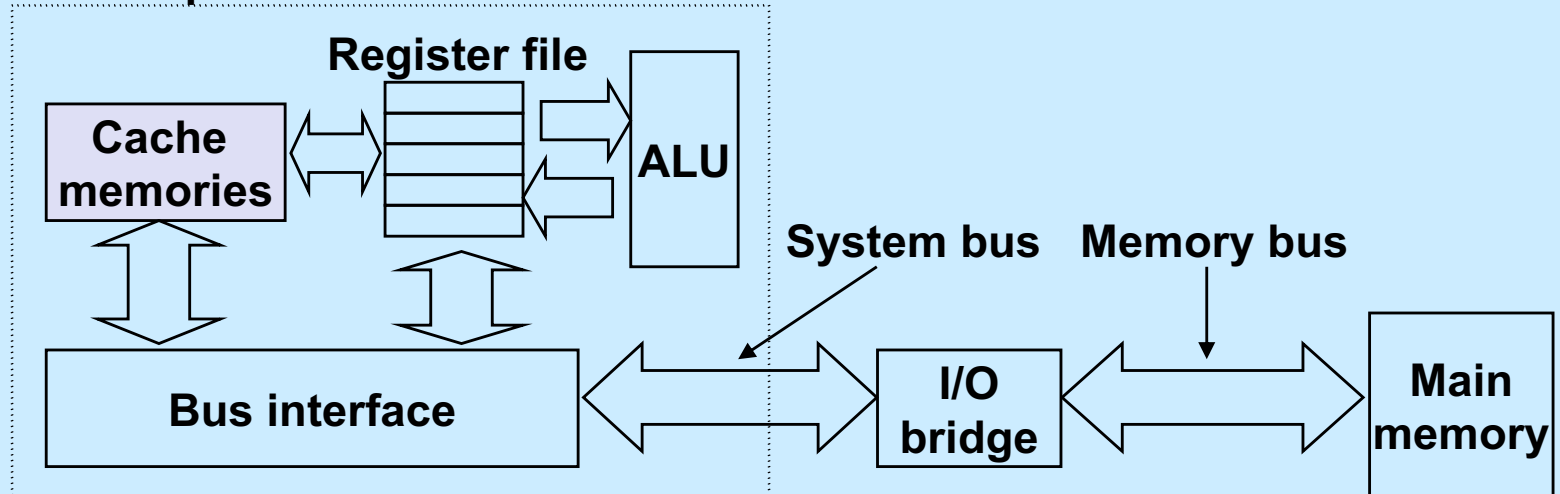 Register file
Cache
memories
ALU
System bus
Memory bus
Bus interface
I/O
bridge
Main
memory